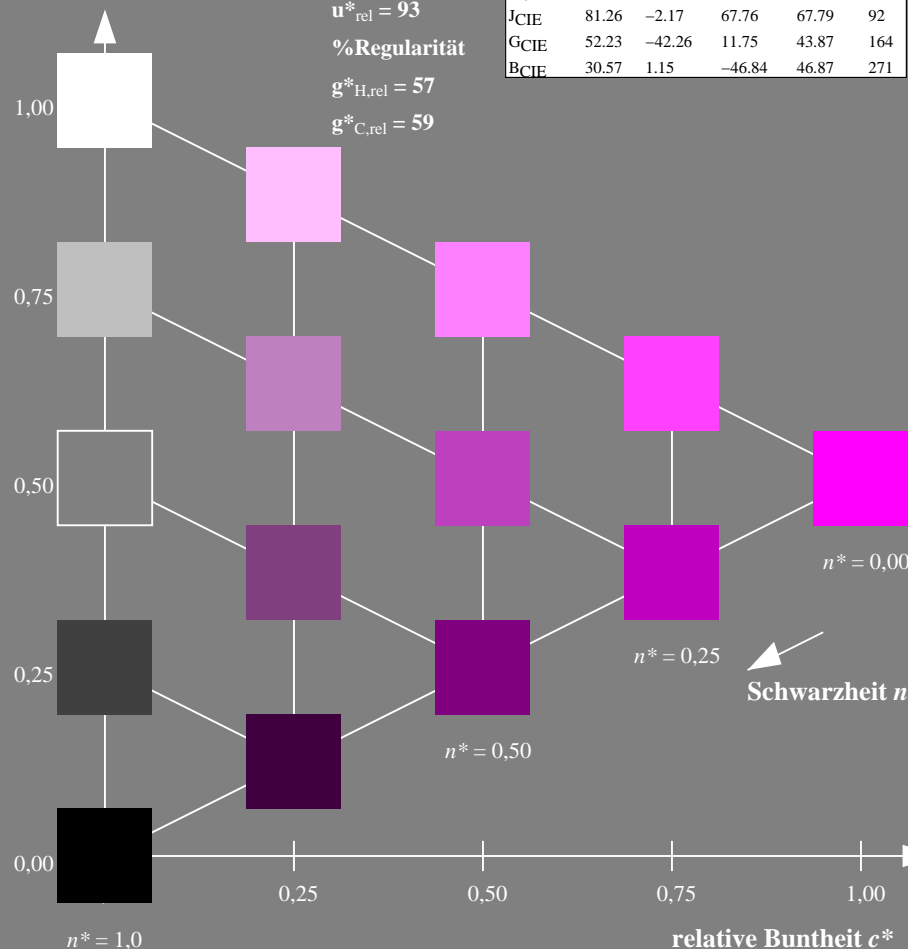 u*rel = 93
%Regularität
g*H,rel = 57
g*C,rel = 59
JCIE 81.26 −2.17 67.76 67.79 92
GCIE 52.23 −42.26 11.75 43.87 164
BCIE 30.57 1.15 −46.84 46.87 271
1,00
0,75
0,50
n* = 0,00
0,25
n* = 0,25
Schwarzheit n
n* = 0,50
0,00
0,25 0,50 0,75 1,00
n* = 1,0
relative Buntheit c*